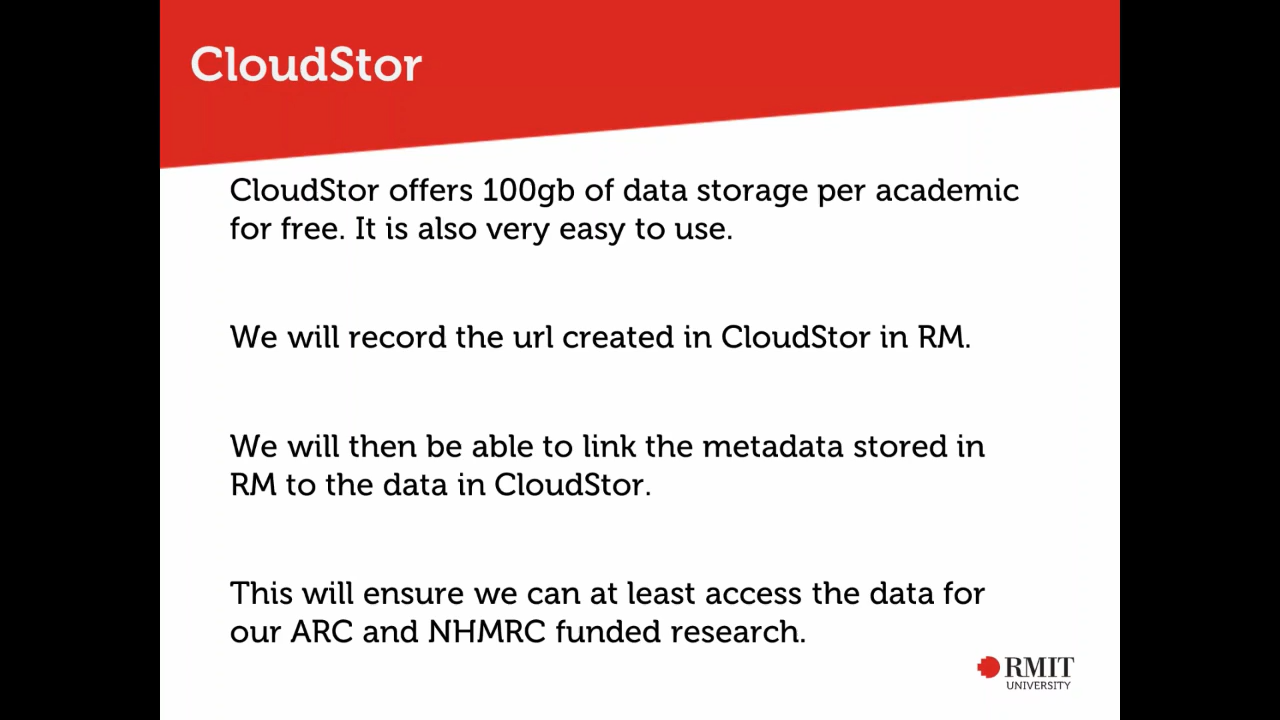 CloudStor
CloudStor offers 100gb of data storage per academic
for free. It is also very easy to use.
We will record the url created in CloudStor in RM.
We will then be able to link the metadata stored in
RM to the data in CloudStor.
This will ensure we can at least access the data for
our ARC and NHMRC funded research.
RMIT
UNIVERSITY